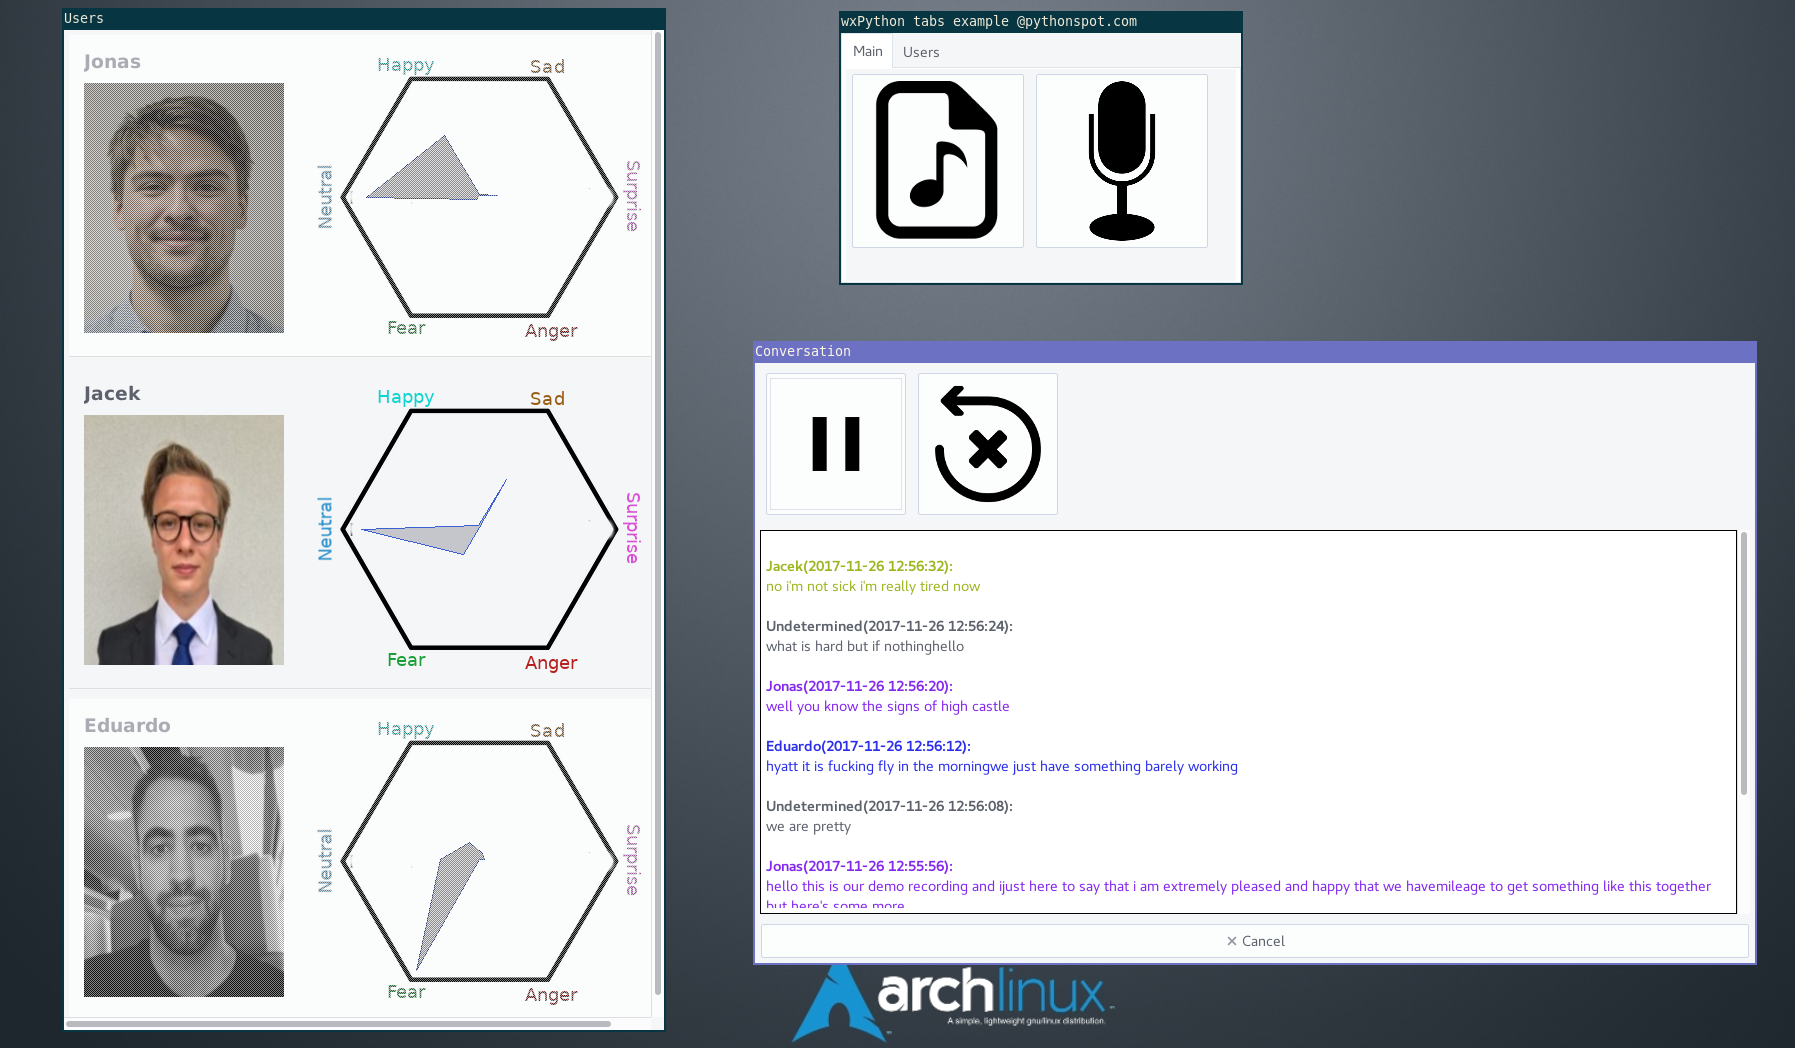 Users
Jonas
Happy
Sad
Neutral
Surprise
Fear
Anger
Jacek
Happy
Sad
Neutral
Surprise
Fear
Anger
Eduardo
Happy
Sad
Neutral
Surprise
Fear
Anger
wxPython tabs example @pythonspot.com
Main
Users
Conversation
Jacek(2017-11-26 12:56:32):
no i'm not sick i'm really tired now
Undetermined(2017-11-26 12:56:24):
what is hard but if nothinghello
Jonas(2017-11-26 12:56:20):
well you know the signs of high castle
Eduardo(2017-11-26 12:56:12):
hyatt it is fucking fly in the morningwe just have something barely working
Undetermined(2017-11-26 12:56:08):
we are pretty
Jonas(2017-11-26 12:55:56):
hello this is our demo recording and ijust here to say that i am extremely pleased and happy that we havemileage to get something like this together
but here's some more
Cancel
archlinux
A simple, lightweight gnu/linux distribution.